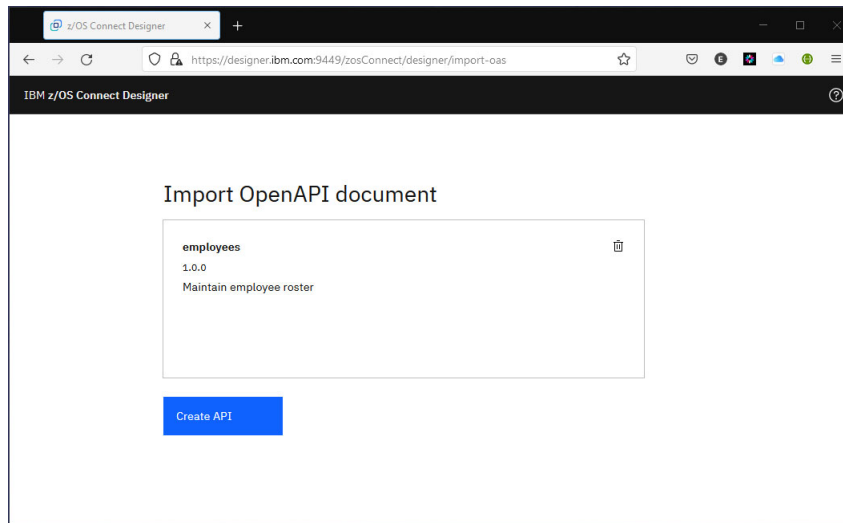 z/OS Connect Designer
https://designer.ibm.com:9449/zosConnect/designer/import-oas
IBM z/OS Connect Designer
Import OpenAPI document
employees
1.0.0
Maintain employee roster
Create API